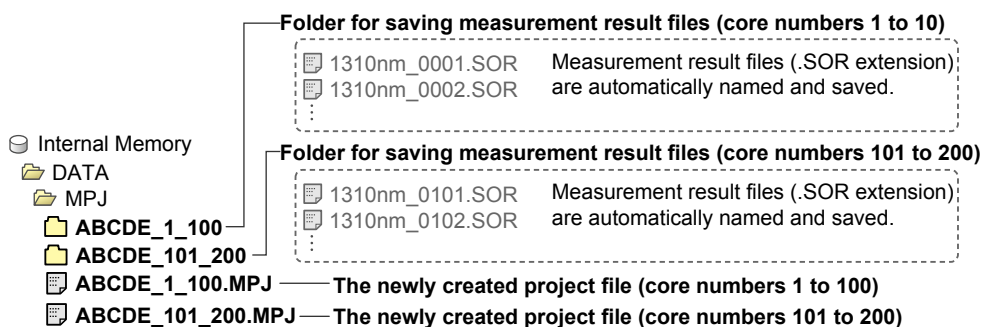 Folder for saving measurement result files (core numbers 1 to 10)
1310nm_0001.SOR
1310nm_0002.SOR
Measurement result files (.SOR extension)
are automatically named and saved.
Internal Memory
DATA
MPJ
Folder for saving measurement result files (core numbers 101 to 200)
1310nm_0101.SOR
1310nm_0102.SOR
Measurement result files (.SOR extension)
are automatically named and saved.
ABCDE_1_100
ABCDE_101_200
ABCDE_1_100.MPJ
The newly created project file (core numbers 1 to 100)
ABCDE_101_200.MPJ
The newly created project file (core numbers 101 to 200)